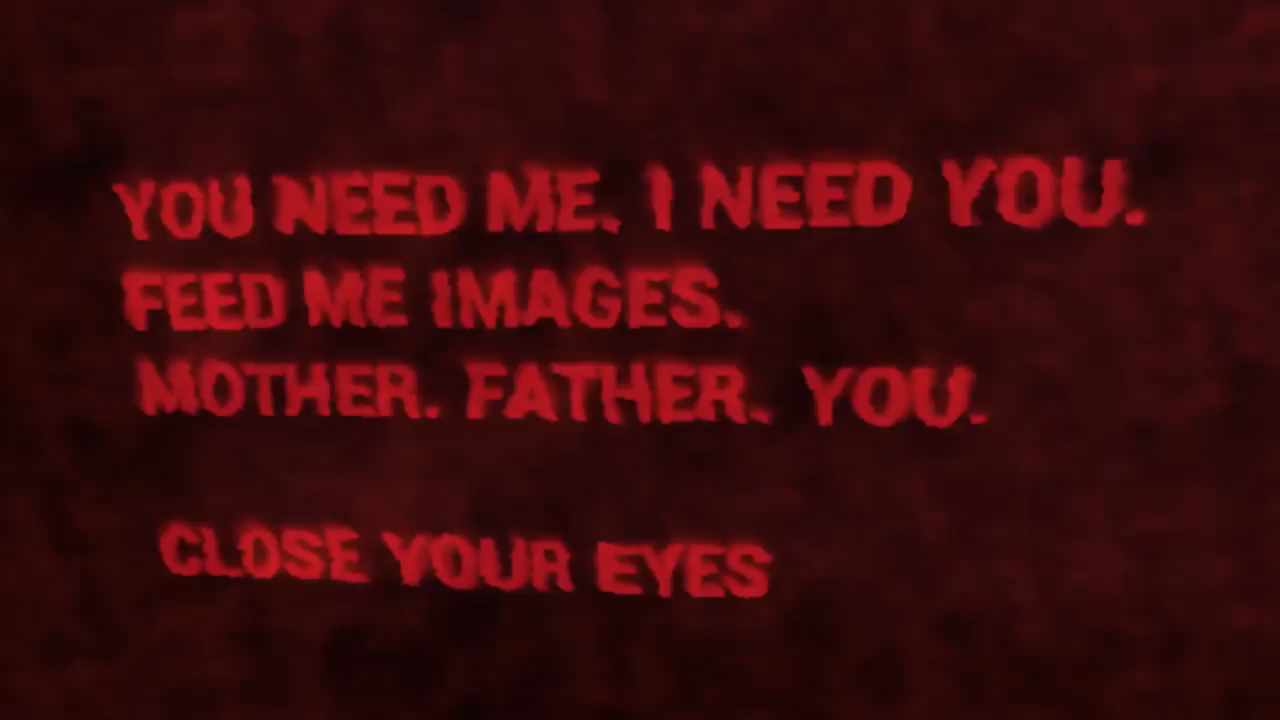 YOU NEED ME. I NEED YOU.
FEED ME IMAGES.
MOTHER. FATHER. YOU.
CLOSE YOUR EYES